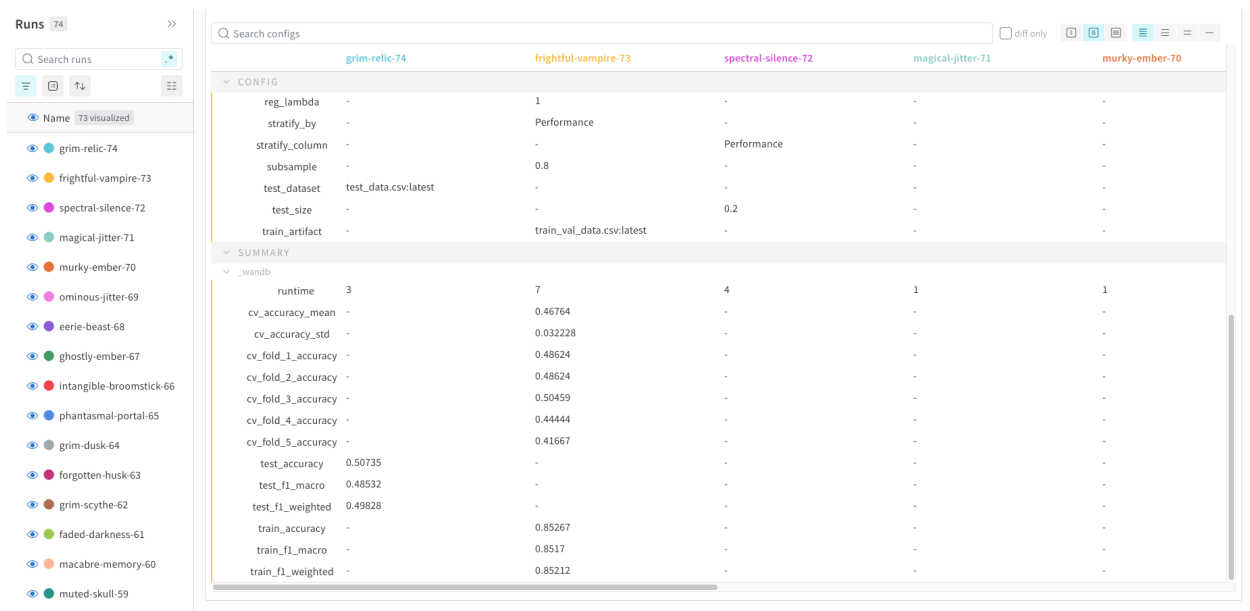 Runs 74
Search runs .*
Name 73 visualized
grim-relic-74
frightful-vampire-73
spectral-silence-72
magical-jitter-71
murky-ember-70
ominous-jitter-69
eerie-beast-68
ghostly-ember-67
intangible-broomstick-66
phantasmal-portal-65
grim-dusk-64
forgotten-husk-63
grim-scythe-62
faded-darkness-61
macabre-memory-60
muted-skull-59
Search configs diff only
grim-relic-74 frightful-vampire-73 spectral-silence-72 magical-jitter-71 murky-ember-70
CONFIG
reg_lambda - 1 - - -
stratify_by - Performance - - -
stratify_column - - Performance - -
subsample - 0.8 - - -
test_dataset test_data.csv:latest - - - -
test_size - - 0.2 - -
train_artifact - train_val_data.csv:latest - - -
SUMMARY
_wandb
runtime 3 7 4 1 1
cv_accuracy_mean - 0.46764 - - -
cv_accuracy_std - 0.032228 - - -
cv_fold_1_accuracy - 0.48624 - - -
cv_fold_2_accuracy - 0.48624 - - -
cv_fold_3_accuracy - 0.50459 - - -
cv_fold_4_accuracy - 0.44444 - - -
cv_fold_5_accuracy - 0.41667 - - -
test_accuracy 0.50735 - - - -
test_f1_macro 0.48532 - - - -
test_f1_weighted 0.49828 - - - -
train_accuracy - 0.85267 - - -
train_f1_macro - 0.8517 - - -
train_f1_weighted - 0.85212 - - -